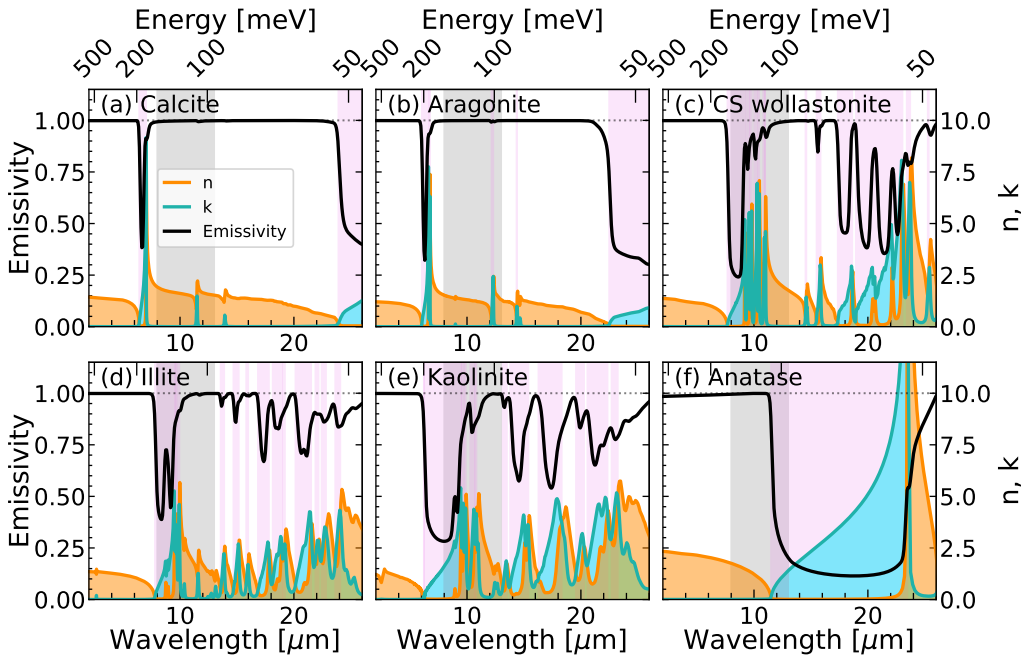 Energy [meV] Energy [meV] Energy [meV]
500 200 100 50 500 200 100 50 500 200 100 50
(a) Calcite (b) Aragonite (c) CS wollastonite
1.00 10.0
0.75 7.5
0.50 5.0
0.25 2.5
0.00 0.0
Emissivity
n
k
Emissivity
n, k
10 20 10 20 10 20
(d) Illite (e) Kaolinite (f) Anatase
1.00 10.0
0.75 7.5
0.50 5.0
0.25 2.5
0.00 0.0
Emissivity
n, k
10 20 10 20 10 20
Wavelength [μm] Wavelength [μm] Wavelength [μm]